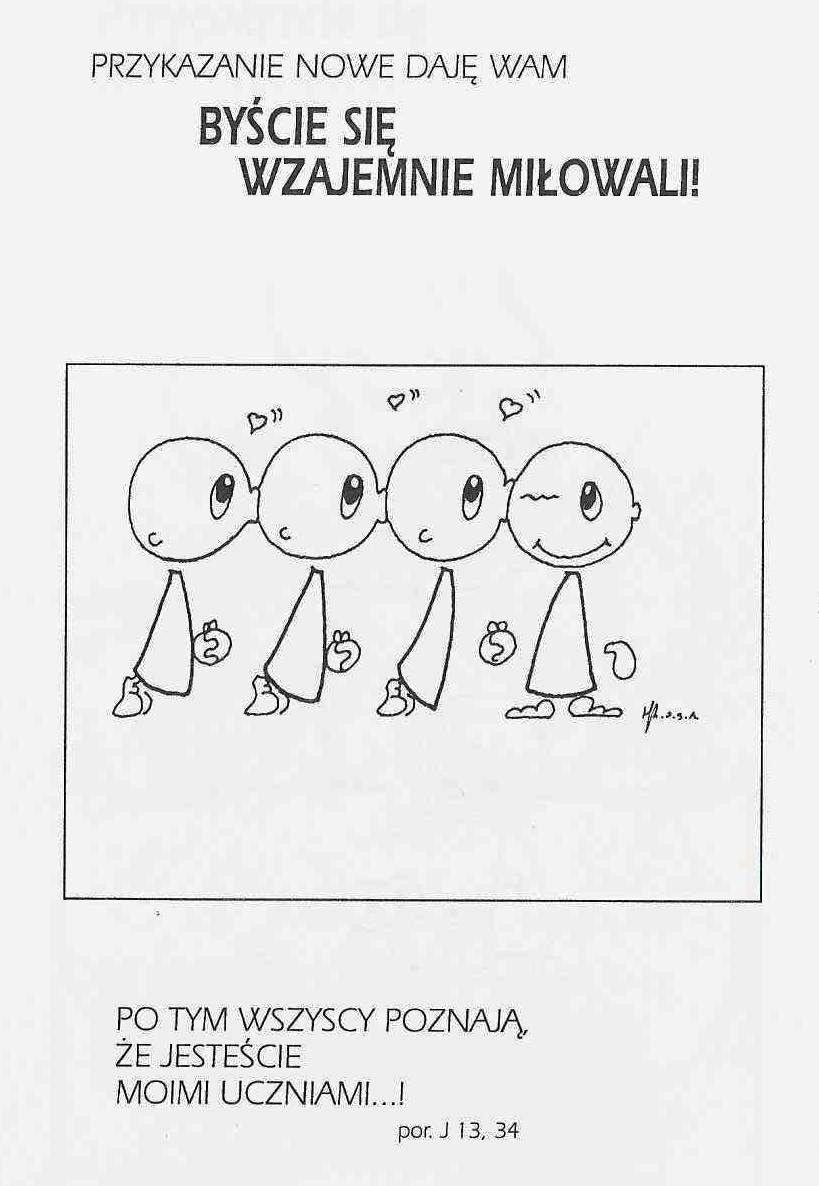 PRZYKAZANIE NOWE DAJĘ WAM
BYŚCIE SIĘ
WZAJEMNIE MIŁOWALI!
PO TYM WSZYSCY POZNAJĄ,
ŻE JESTEŚCIE
MOIMI UCZNIAMI...!
por. J 13, 34